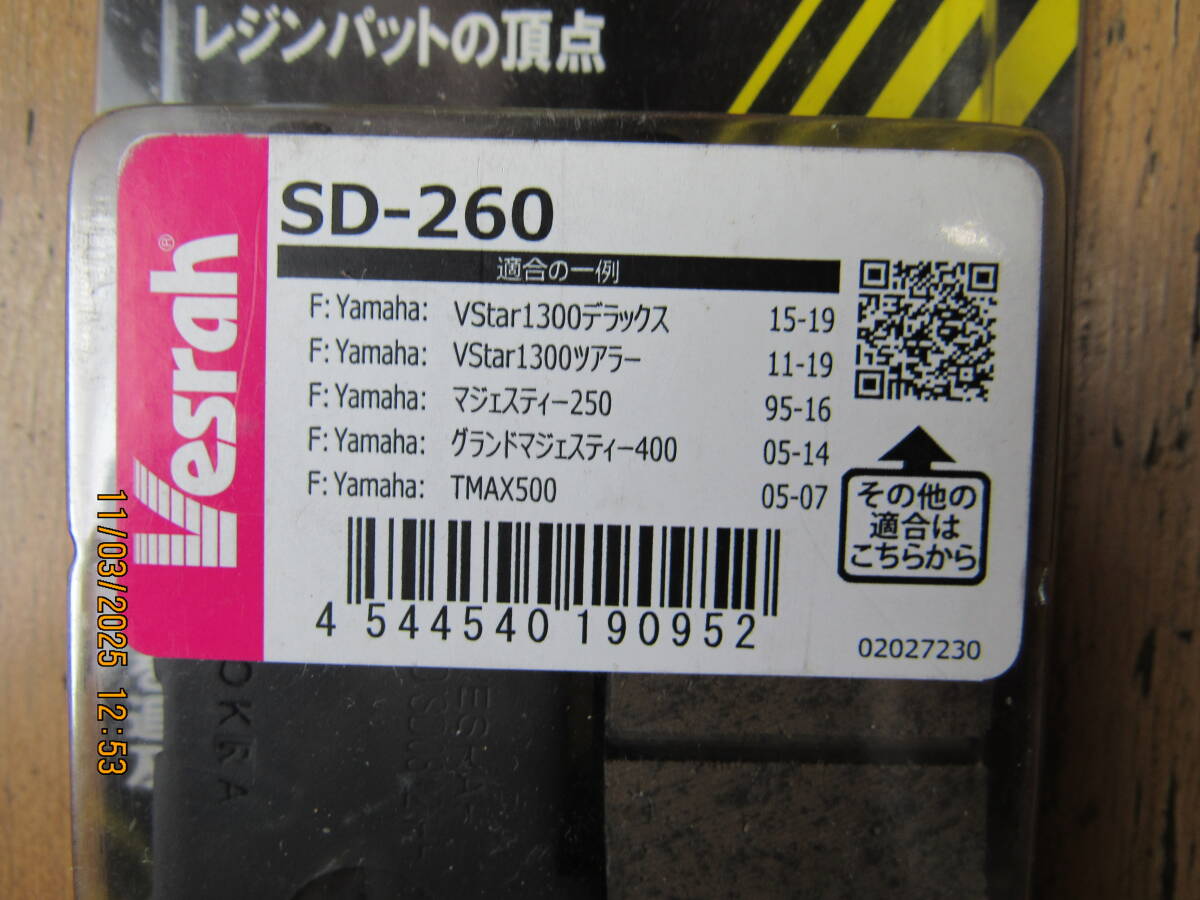 レジンパットの頂点
Vesrah®
SD-260
適合の一例
F: Yamaha: VStar1300デラックス 15-19
F: Yamaha: VStar1300ツアラー 11-19
F: Yamaha: マジェスティー250 95-16
F: Yamaha: グランドマジェスティー400 05-14
F: Yamaha: TMAX500 05-07
その他の
適合は
こちらから
4 544540 190952
02027230
11/03/2025 12:53